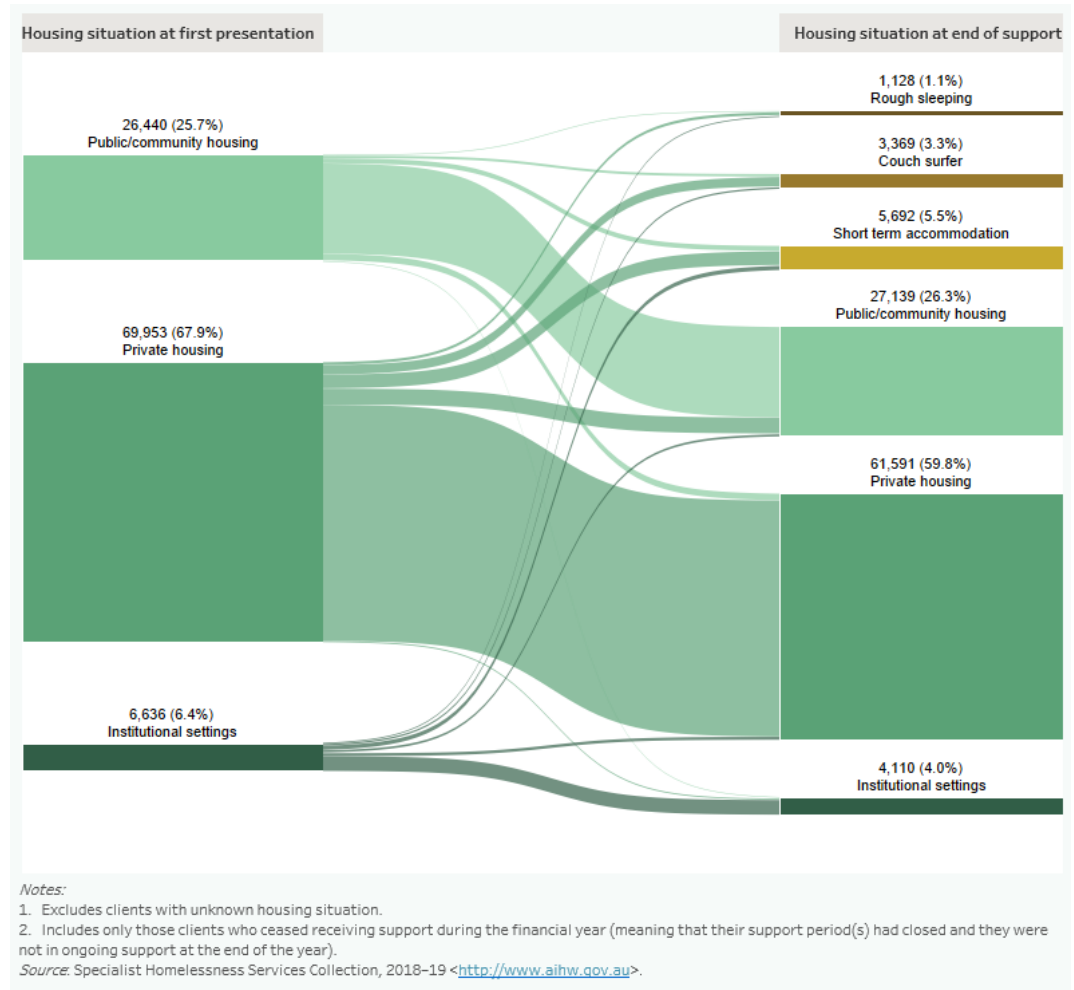 Housing situation at first presentation
Housing situation at end of support
26,440 (25.7%)
Public/community housing
69,953 (67.9%)
Private housing
6,636 (6.4%)
Institutional settings
1,128 (1.1%)
Rough sleeping
3,369 (3.3%)
Couch surfer
5,692 (5.5%)
Short term accommodation
27,139 (26.3%)
Public/community housing
61,591 (59.8%)
Private housing
4,110 (4.0%)
Institutional settings
Notes:
1. Excludes clients with unknown housing situation.
2. Includes only those clients who ceased receiving support during the financial year (meaning that their support period(s) had closed and they were
not in ongoing support at the end of the year).
Source: Specialist Homelessness Services Collection, 2018–19 <http://www.aihw.gov.au>.